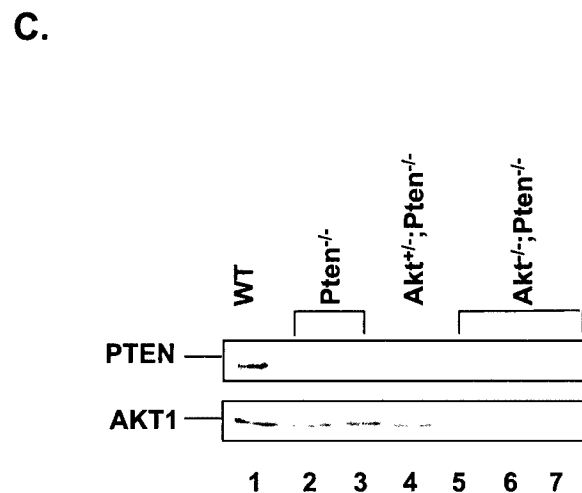 C.
WT
Pten-/-
Akt+/-;Pten-/-
Akt-/-;Pten-/-
PTEN
AKT1
1 2 3 4 5 6 7